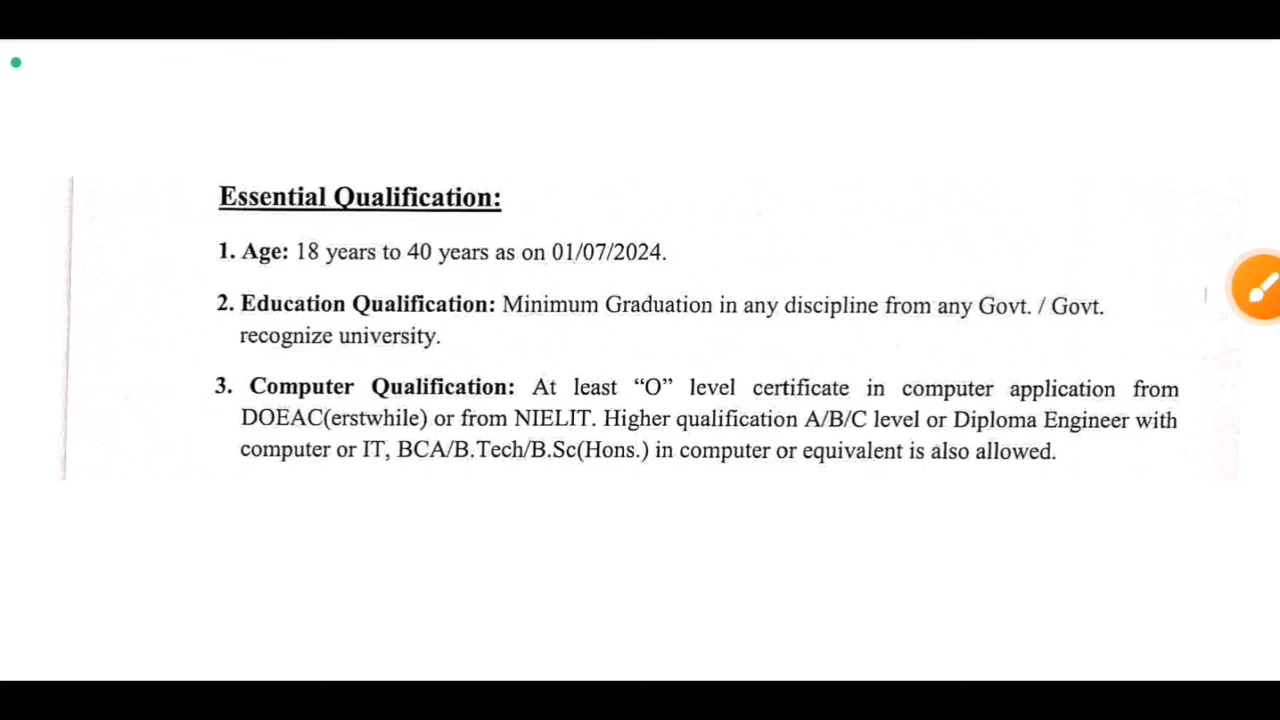 Essential Qualification:
1. Age: 18 years to 40 years as on 01/07/2024.
2. Education Qualification: Minimum Graduation in any discipline from any Govt. / Govt.
recognize university.
3. Computer Qualification: At least “O” level certificate in computer application from
DOEAC(erstwhile) or from NIELIT. Higher qualification A/B/C level or Diploma Engineer with
computer or IT, BCA/B.Tech/B.Sc(Hons.) in computer or equivalent is also allowed.